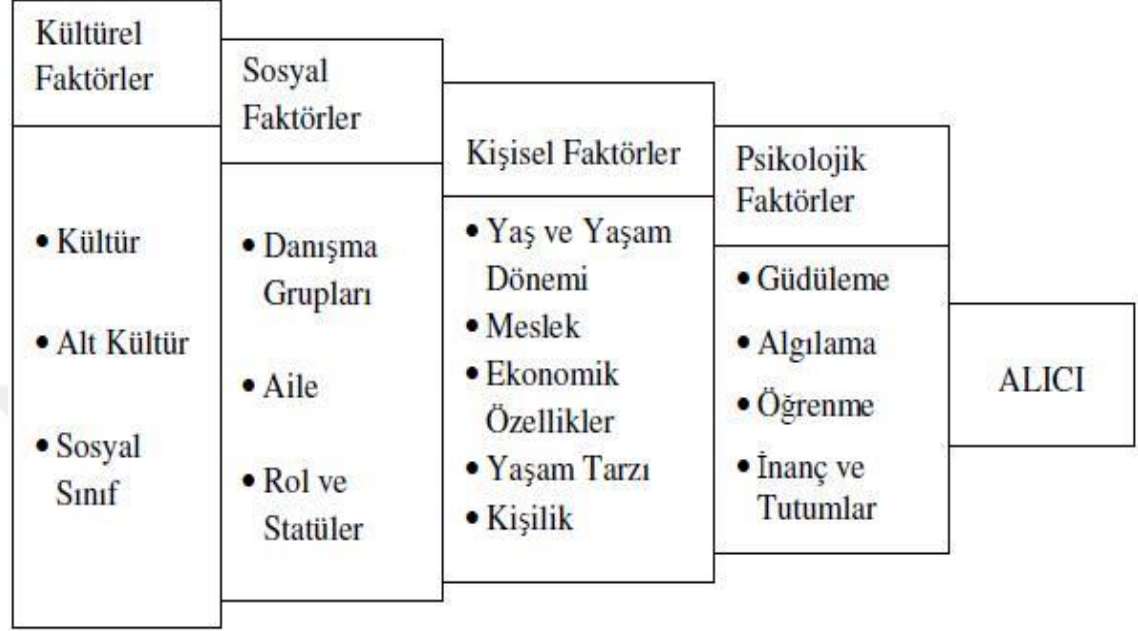 Kültürel
Faktörler
• Kültür
• Alt Kültür
• Sosyal
Sınıf
Sosyal
Faktörler
• Danışma
Grupları
• Aile
• Rol ve
Statüler
Kişisel Faktörler
• Yaş ve Yaşam
Dönemi
• Meslek
• Ekonomik
Özellikler
• Yaşam Tarzı
• Kişilik
Psikolojik
Faktörler
• Güdüleme
• Algılama
• Öğrenme
• İnanç ve
Tutumlar
ALICI